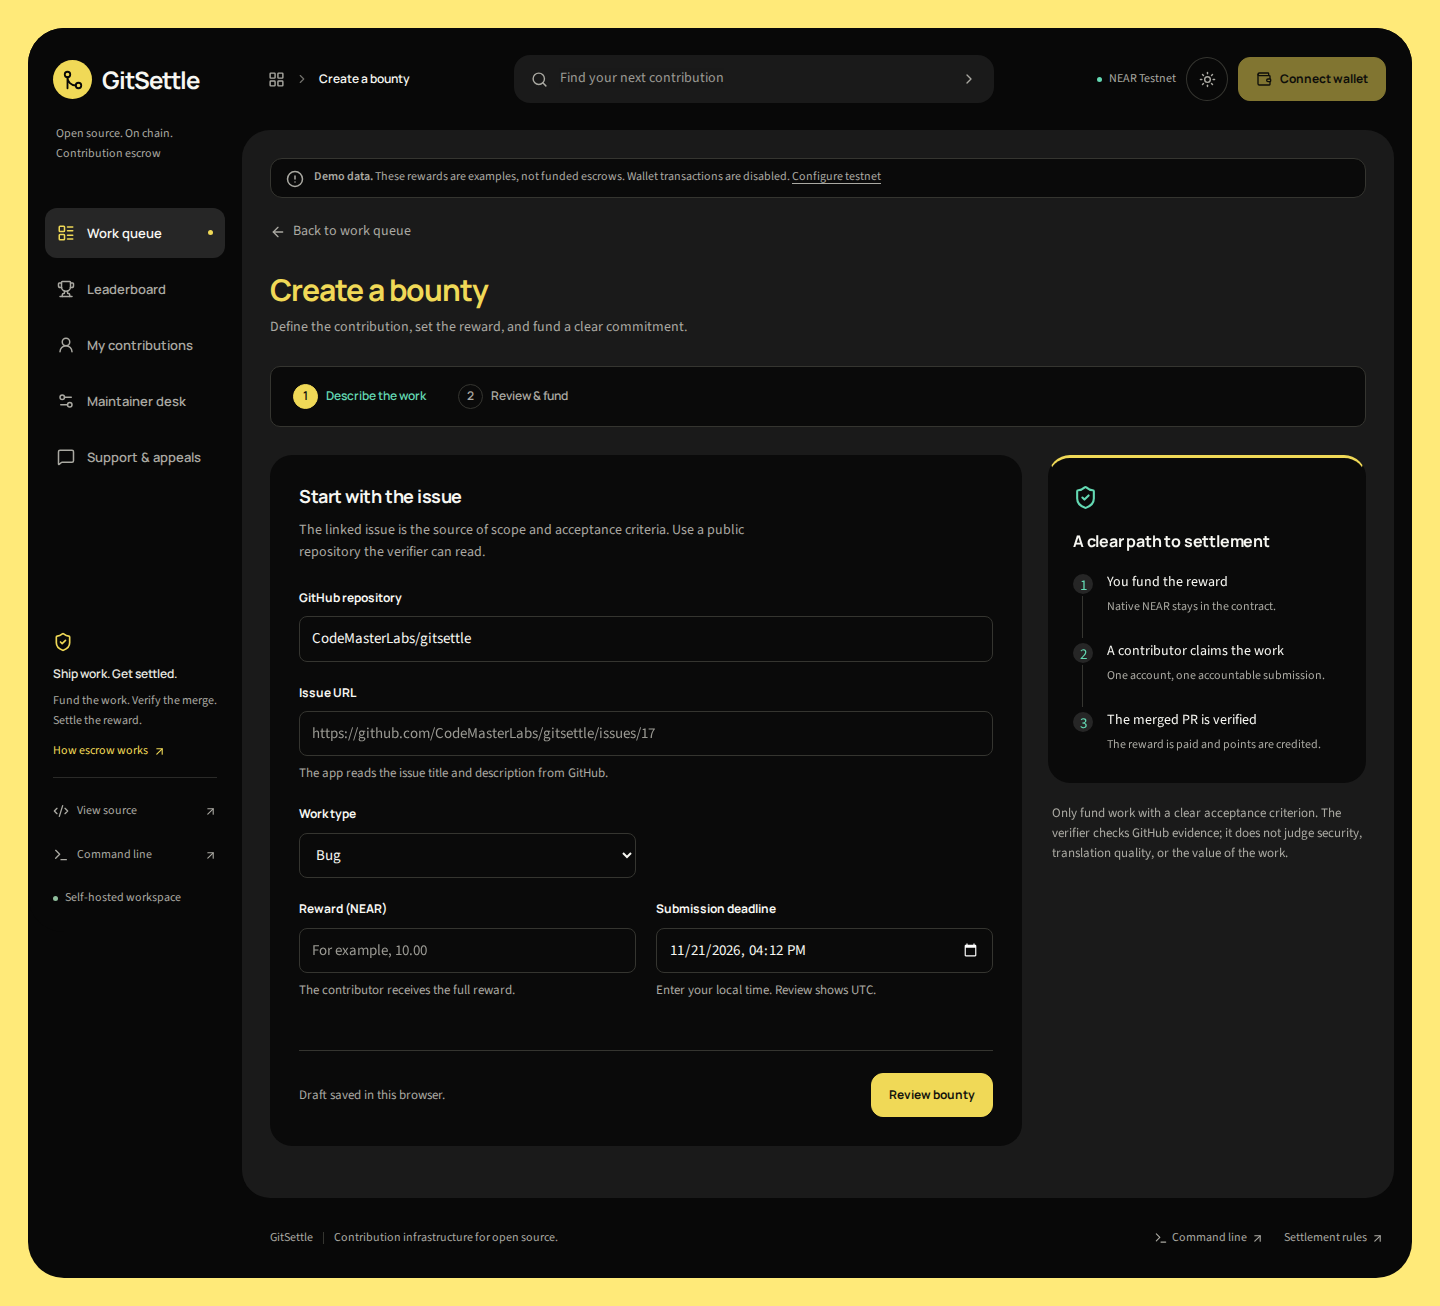 GitSettle
Create a bounty
Find your next contribution
NEAR Testnet
Connect wallet
Open source. On chain.
Contribution escrow
Work queue
Leaderboard
My contributions
Maintainer desk
Support & appeals
Ship work. Get settled.
Fund the work. Verify the merge.
Settle the reward.
How escrow works
View source
Command line
Self-hosted workspace
Demo data. These rewards are examples, not funded escrows. Wallet transactions are disabled. Configure testnet
Back to work queue
Create a bounty
Define the contribution, set the reward, and fund a clear commitment.
1 Describe the work
2 Review & fund
Start with the issue
The linked issue is the source of scope and acceptance criteria. Use a public
repository the verifier can read.
GitHub repository
CodeMasterLabs/gitsettle
Issue URL
https://github.com/CodeMasterLabs/gitsettle/issues/17
The app reads the issue title and description from GitHub.
Work type
Bug
Reward (NEAR)
For example, 10.00
The contributor receives the full reward.
Submission deadline
11/21/2026, 04:12 PM
Enter your local time. Review shows UTC.
Draft saved in this browser.
Review bounty
A clear path to settlement
1 You fund the reward
Native NEAR stays in the contract.
2 A contributor claims the work
One account, one accountable submission.
3 The merged PR is verified
The reward is paid and points are credited.
Only fund work with a clear acceptance criterion. The
verifier checks GitHub evidence; it does not judge security,
translation quality, or the value of the work.
GitSettle
Contribution infrastructure for open source.
Command line
Settlement rules